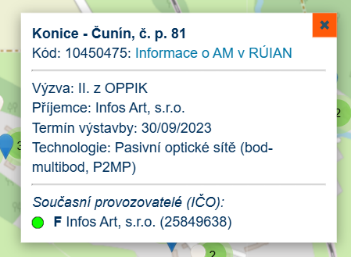 Konice - Čunín, č. p. 81
Kód: 10450475: Informace o AM v RÚIAN
Výzva: II. z OPPIK
Příjemce: Infos Art, s.r.o.
Termín výstavby: 30/09/2023
Technologie: Pasivní optické sítě (bod-
multibod, P2MP)
Současní provozovatelé (IČO):
F Infos Art, s.r.o. (25849638)
2